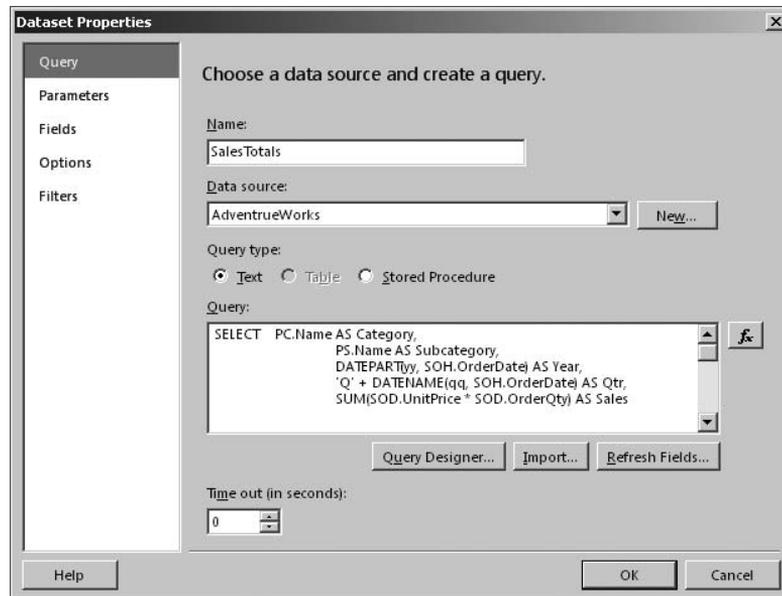 Dataset Properties
Query
Parameters
Fields
Options
Filters
Choose a data source and create a query.
Name:
SalesTotals
Data source:
AdventrueWorks
New...
Query type:
Text
Table
Stored Procedure
Query:
SELECT PC.Name AS Category,
PS.Name AS Subcategory,
DATEPART(yy, SOH.OrderDate) AS Year,
'Q' + DATENAME(qq, SOH.OrderDate) AS Qtr,
SUM(SOD.UnitPrice * SOD.OrderQty) AS Sales
fx
Query Designer...
Import...
Refresh Fields...
Time out (in seconds):
0
Help
OK
Cancel